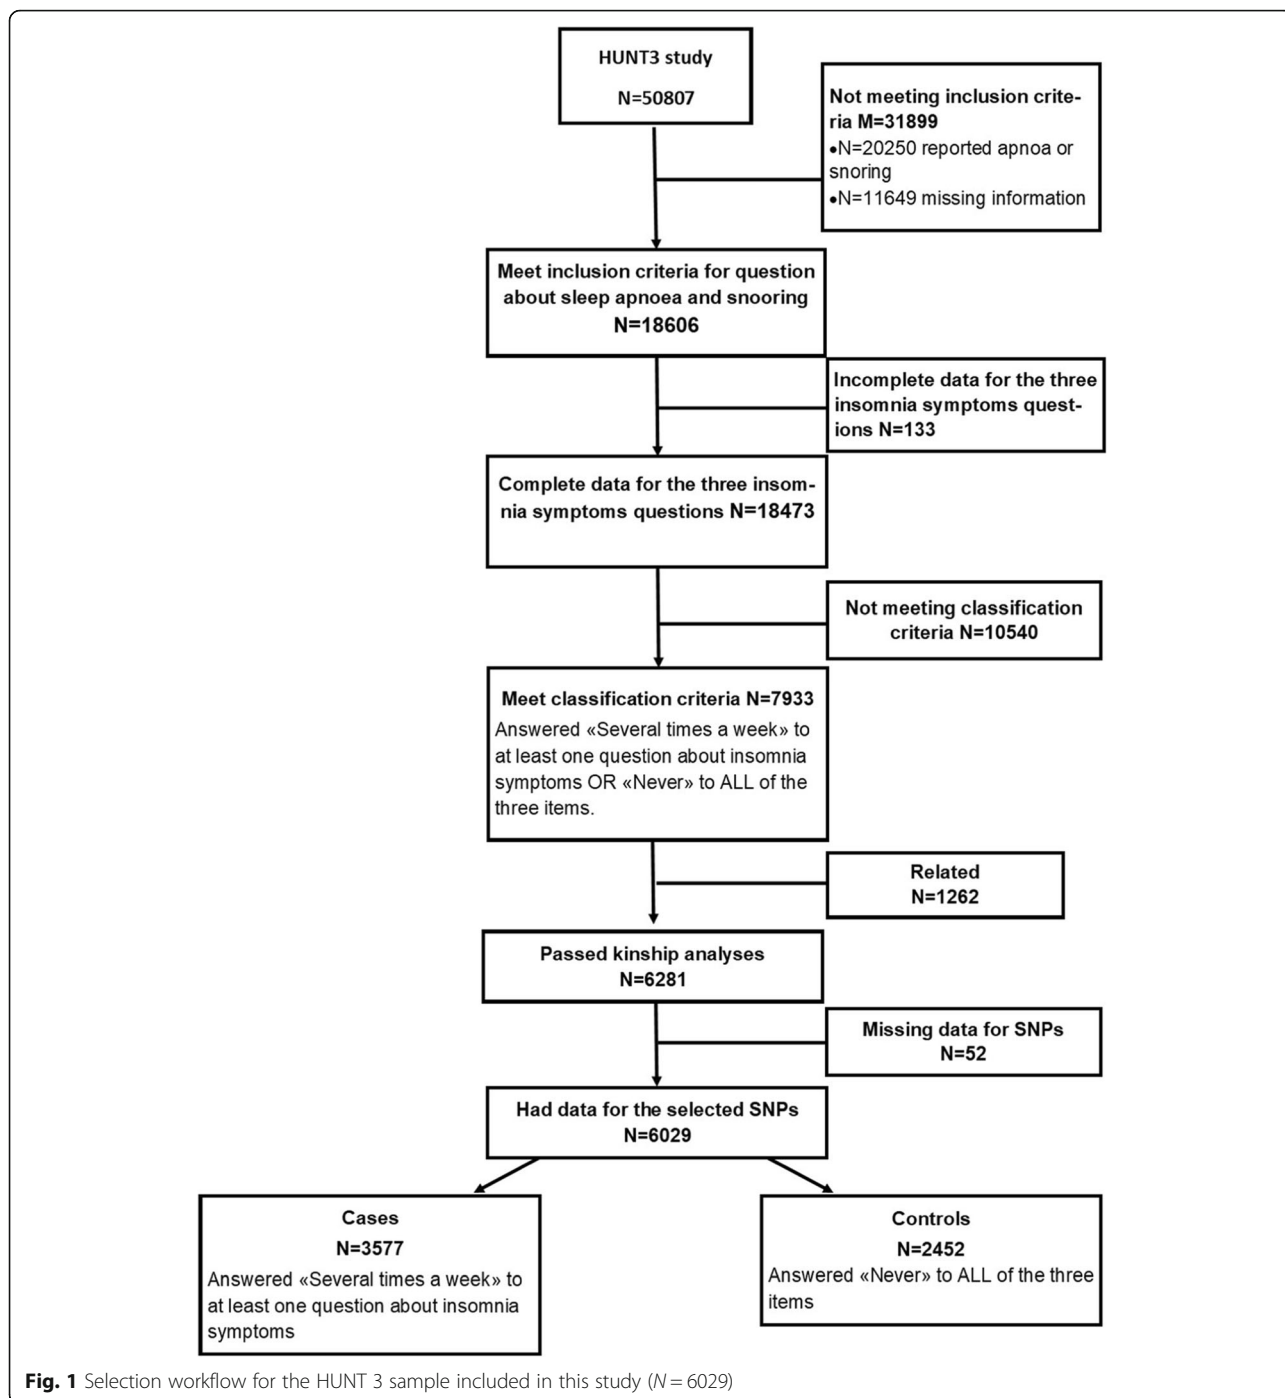 HUNT3 study
N=50807
Not meeting inclusion crite-
ria M=31899
•N=20250 reported apnoa or
snoring
•N=11649 missing information
Meet inclusion criteria for question
about sleep apnoea and snooring
N=18606
Incomplete data for the three
insomnia symptoms quest-
ions N=133
Complete data for the three insom-
nia symptoms questions N=18473
Not meeting classification
criteria N=10540
Meet classification criteria N=7933
Answered «Several times a week» to
at least one question about insomnia
symptoms OR «Never» to ALL of the
three items.
Related
N=1262
Passed kinship analyses
N=6281
Missing data for SNPs
N=52
Had data for the selected SNPs
N=6029
Cases
N=3577
Answered «Several times a week» to
at least one question about insomnia
symptoms
Controls
N=2452
Answered «Never» to ALL of the three
items
Fig. 1 Selection workflow for the HUNT 3 sample included in this study (N = 6029)